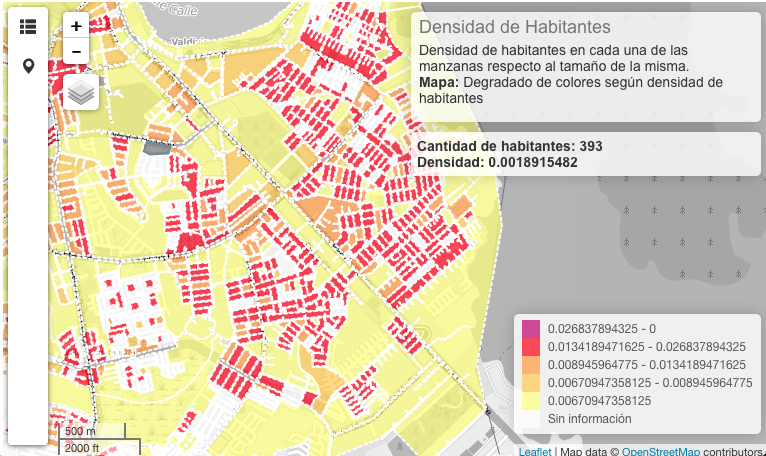 e Calle
Valdi
+
−
Densidad de Habitantes
Densidad de habitantes en cada una de las
manzanas respecto al tamaño de la misma.
Mapa: Degradado de colores según densidad de
habitantes
Cantidad de habitantes: 393
Densidad: 0.0018915482
0.026837894325 - 0
0.0134189471625 - 0.026837894325
0.008945964775 - 0.0134189471625
0.00670947358125 - 0.008945964775
0.00670947358125
Sin información
500 m
2000 ft
Leaflet | Map data © OpenStreetMap contributors